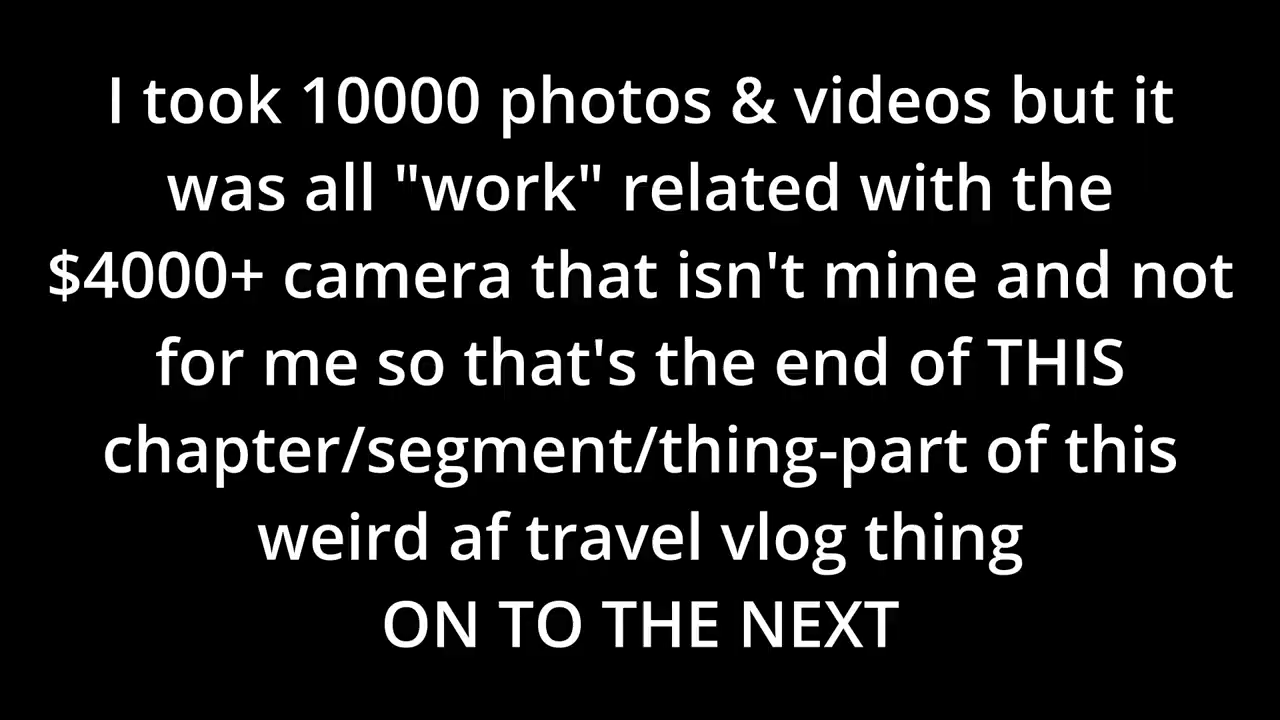 I took 10000 photos & videos but it
was all "work" related with the
$4000+ camera that isn't mine and not
for me so that's the end of THIS
chapter/segment/thing-part of this
weird af travel vlog thing
ON TO THE NEXT